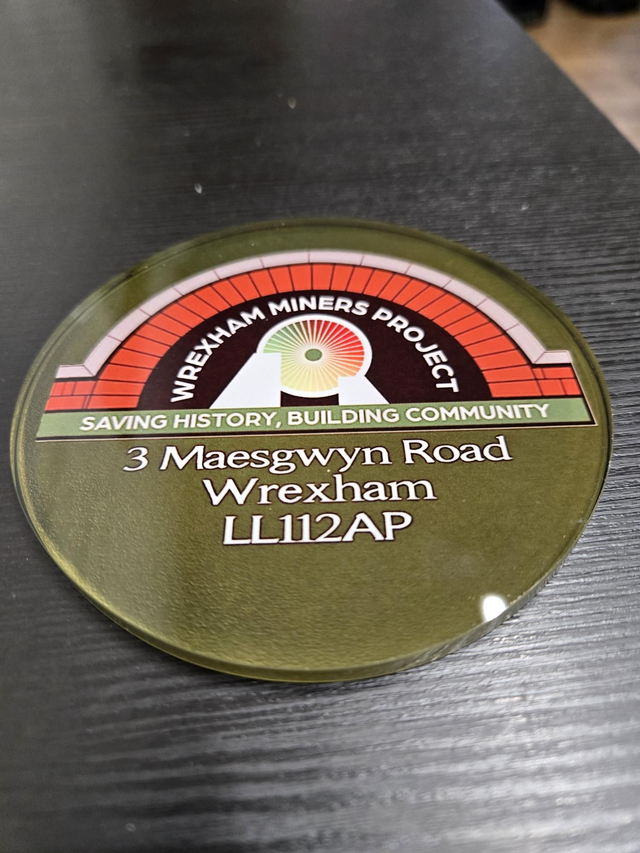 WREXHAM MINERS PROJECT
SAVING HISTORY, BUILDING COMMUNITY
3 Maesgwyn Road
Wrexham
LL112AP